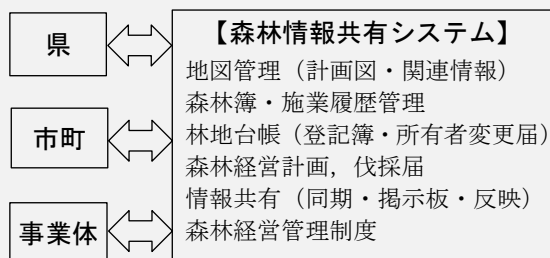 県
市町
事業体
【森林情報共有システム】
地図管理（計画図・関連情報）
森林簿・施業履歴管理
林地台帳（登記簿・所有者変更届）
森林経営計画，伐採届
情報共有（同期・掲示板・反映）
森林経営管理制度